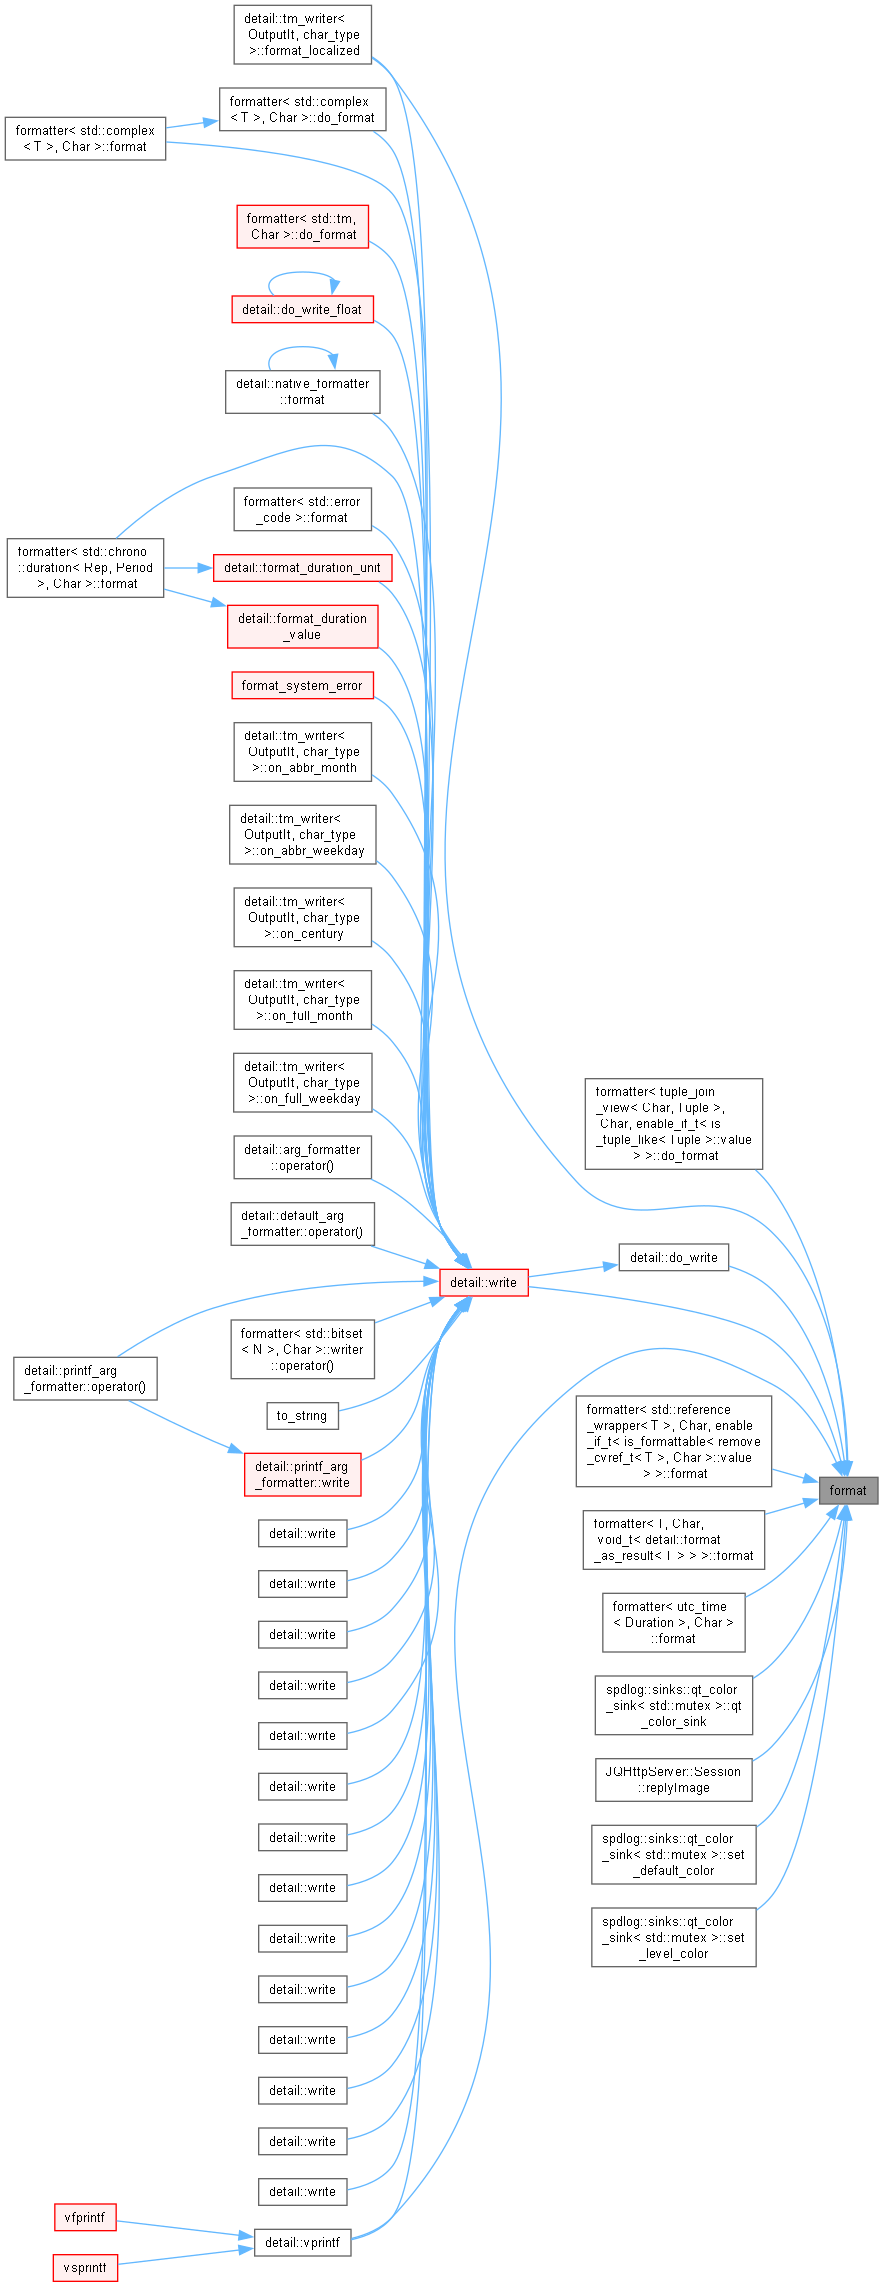 detail::tm_writer<
OutputIt, char_type
>::format_localized
formatter< std::complex
< T >, Char >::do_format
formatter< std::complex
< T >, Char >::format
formatter< std::tm,
Char >::do_format
detail::do_write_float
detail::native_formatter
::format
formatter< std::error
_code >::format
formatter< std::chrono
::duration< Rep, Period
>, Char >::format
detail::format_duration_unit
detail::format_duration
_value
format_system_error
detail::tm_writer<
OutputIt, char_type
>::on_abbr_month
detail::tm_writer<
OutputIt, char_type
>::on_abbr_weekday
detail::tm_writer<
OutputIt, char_type
>::on_century
detail::tm_writer<
OutputIt, char_type
>::on_full_month
detail::tm_writer<
OutputIt, char_type
>::on_full_weekday
detail::arg_formatter
::operator()
detail::default_arg
_formatter::operator()
detail::write
formatter< std::bitset
< N >, Char >::writer
::operator()
detail::printf_arg
_formatter::operator()
to_string
detail::printf_arg
_formatter::write
detail::write
detail::write
detail::write
detail::write
detail::write
detail::write
detail::write
detail::write
detail::write
detail::write
detail::write
detail::write
detail::write
detail::write
vfprintf
detail::vprintf
vsprintf
formatter< tuple_join
_view< Char, Tuple >,
Char, enable_if_t< is
_tuple_like< Tuple >::value
> >::do_format
detail::do_write
formatter< std::reference
_wrapper< T >, Char, enable
_if_t< is_formattable< remove
_cvref_t< T >, Char >::value
> >::format
format
formatter< T, Char,
void_t< detail::format
_as_result< T > > >::format
formatter< utc_time
< Duration >, Char >
::format
spdlog::sinks::qt_color
_sink< std::mutex >::qt
_color_sink
JQHttpServer::Session
::replyImage
spdlog::sinks::qt_color
_sink< std::mutex >::set
_default_color
spdlog::sinks::qt_color
_sink< std::mutex >::set
_level_color